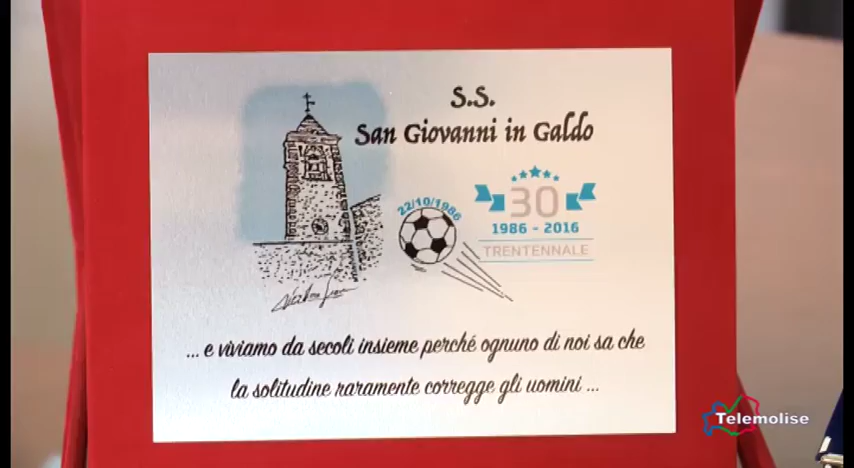 S.S.
San Giovanni in Galdo
22/10/1986
30
1986 - 2016
TRENTENNALE
... e viviamo da secoli insieme perché ognuno di noi sa che
la solitudine raramente corregge gli uomini ...
Telemolise